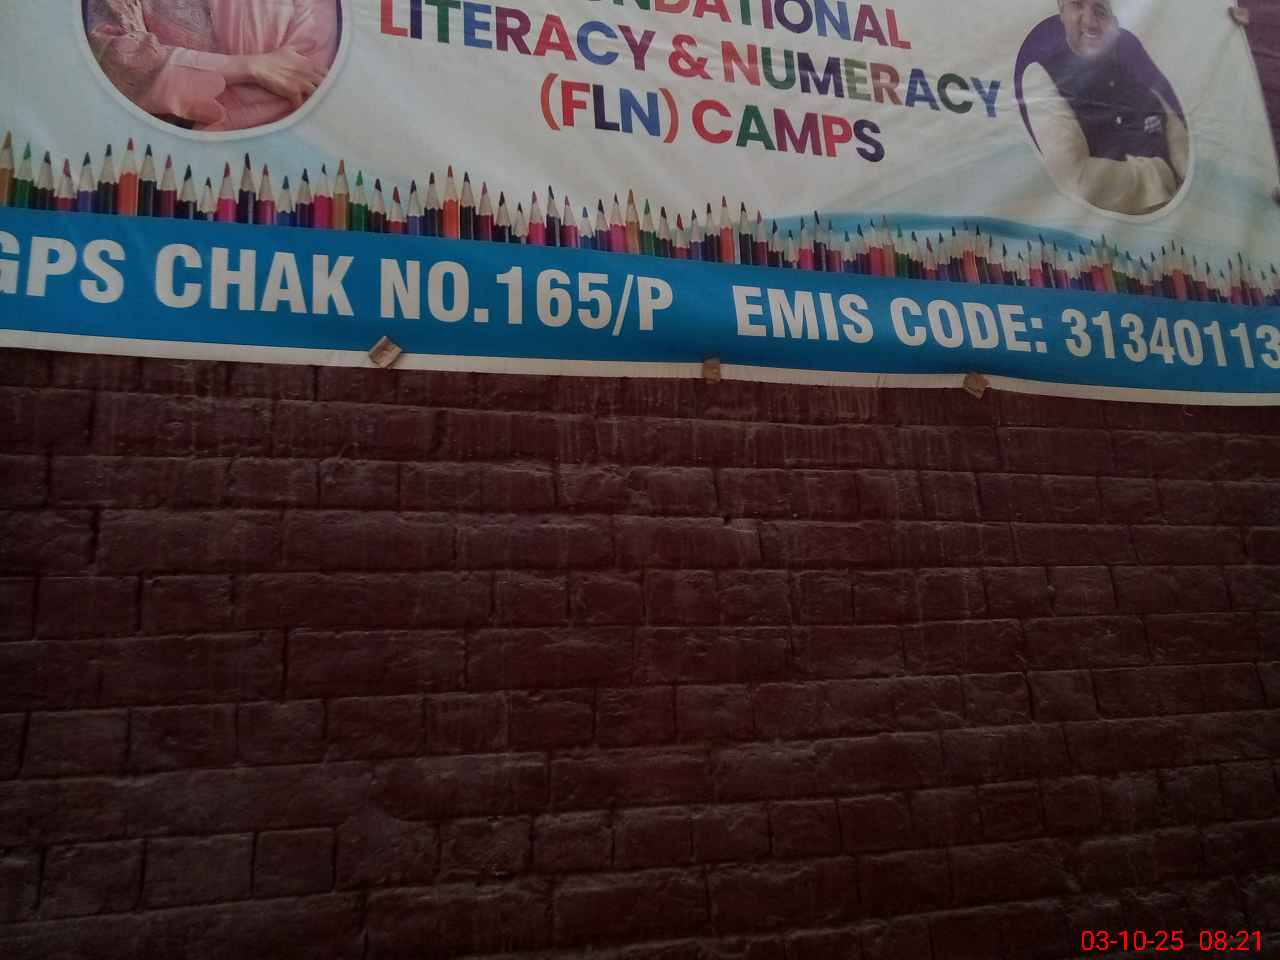 LITERACY & NUMERACY
(FLN) CAMPS
GPS CHAK NO.165/P EMIS CODE: 31340113
03-10-25 08:21